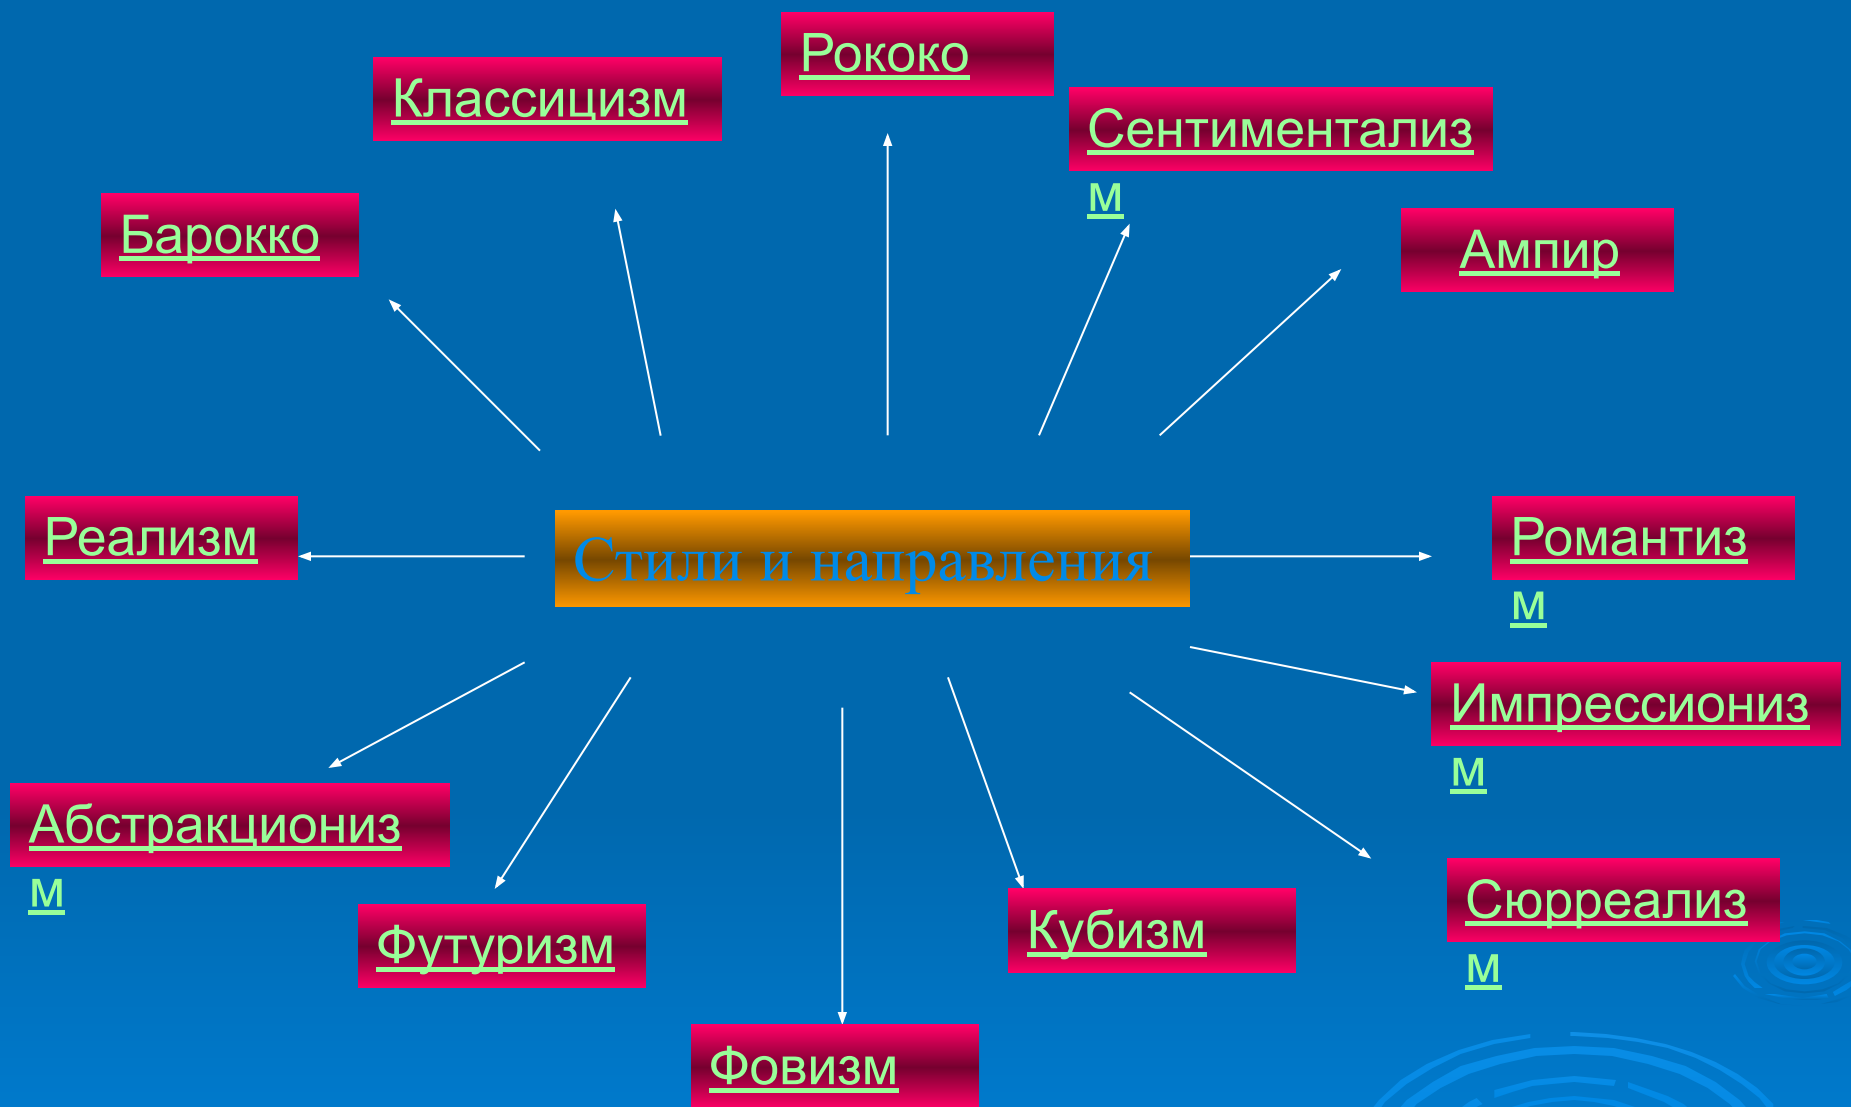 Рококо
Классицизм
Сентиментализ
м
Барокко
Ампир
Реализм
Стили и направления
Романтиз
м
Импрессиониз
м
Абстракциониз
м
Сюрреализ
м
Футуризм
Кубизм
Фовизм